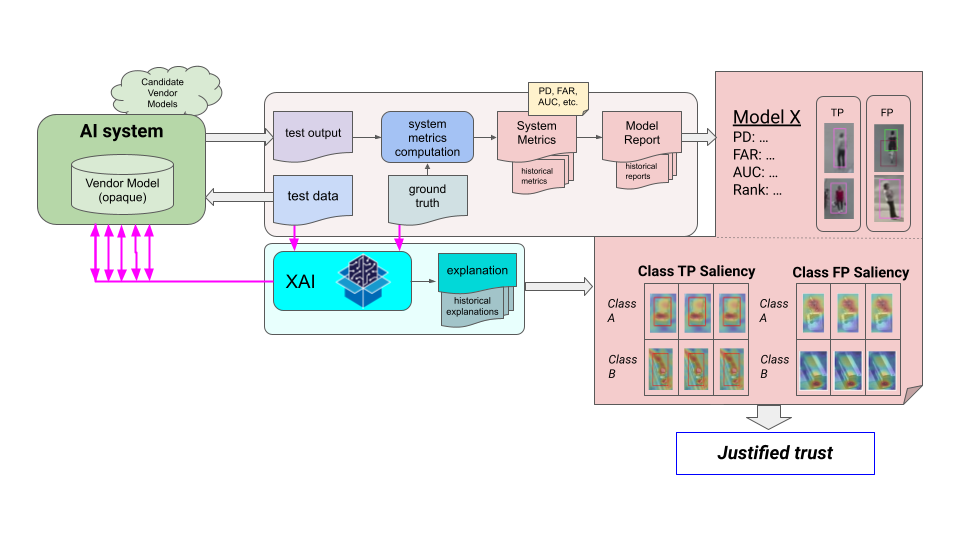 Candidate
Vendor
Models
AI system
Vendor Model
(opaque)
test output
test data
system
metrics
computation
ground
truth
PD, FAR,
AUC, etc.
System
Metrics
historical
metrics
Model
Report
historical
reports
XAI
explanation
historical
explanations
Model X
PD: ...
FAR: ...
AUC: ...
Rank: ...
TP
FP
Class TP Saliency
Class
A
Class
B
Class FP Saliency
Class
A
Class
B
Justified trust